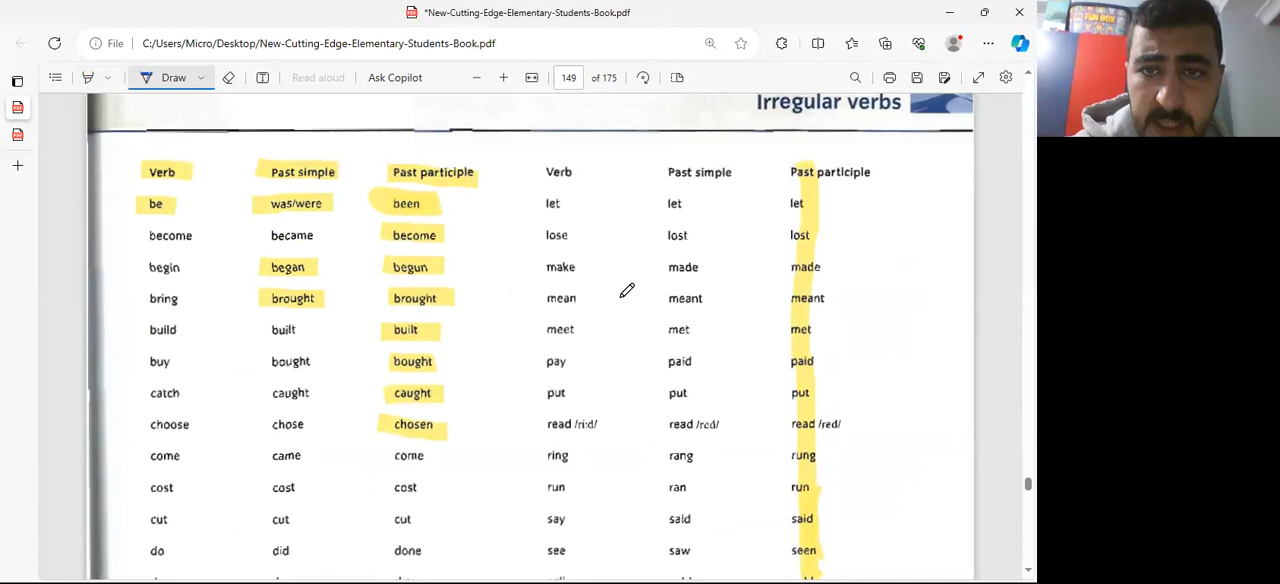 *New-Cutting-Edge-Elementary-Students-Book.pdf
File C:/Users/Micro/Desktop/New-Cutting-Edge-Elementary-Students-Book.pdf
Draw Read aloud Ask Copilot 149 of 175
FUN BOX
Irregular verbs
Verb Past simple Past participle Verb Past simple Past participle
be was/were been let let let
become became become lose lost lost
begin began begun make made made
bring brought brought mean meant meant
build built built meet met met
buy bought bought pay paid paid
catch caught caught put put put
choose chose chosen read /ri:d/ read /red/ read /red/
come came come ring rang rung
cost cost cost run ran run
cut cut cut say said said
do did done see saw seen